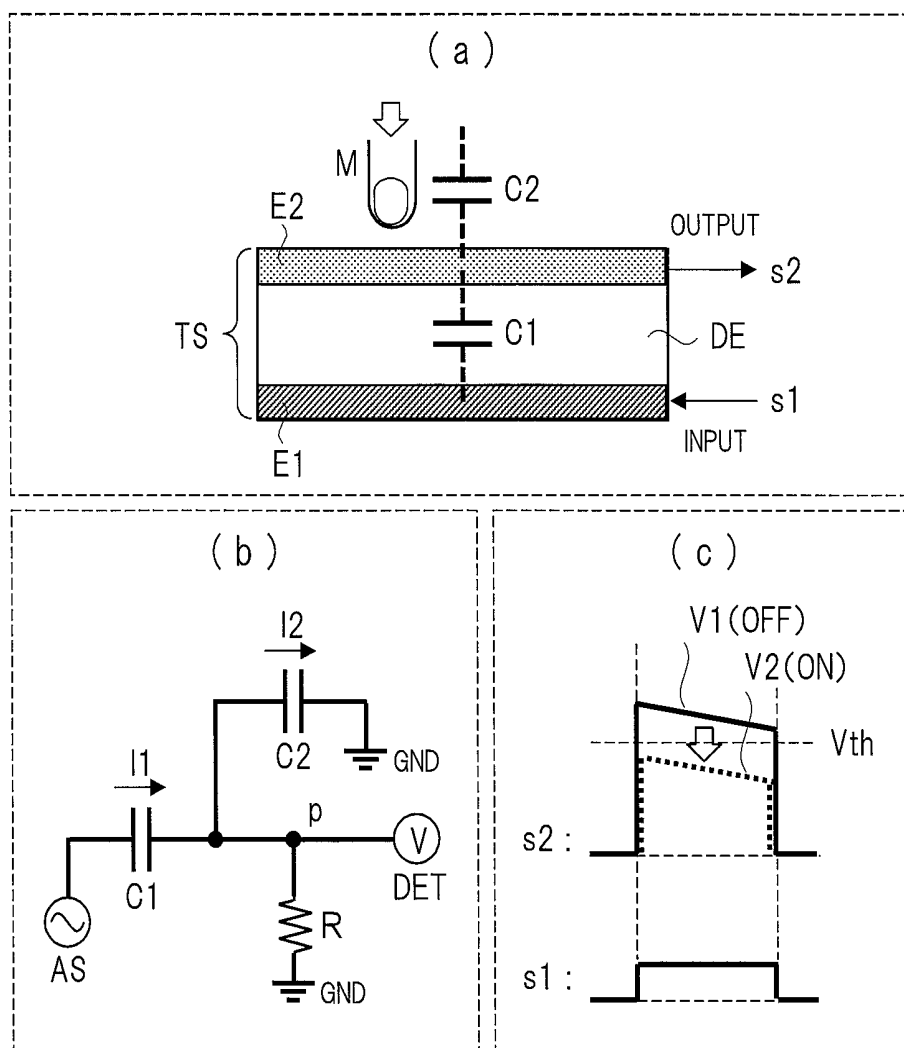 ( a )
M
C2
E2
OUTPUT
s2
TS
C1
DE
s1
E1
INPUT
( b )
I2
C2
GND
I1
p
C1
V
DET
R
AS
GND
( c )
V1(OFF)
V2(ON)
Vth
s2 :
s1 :